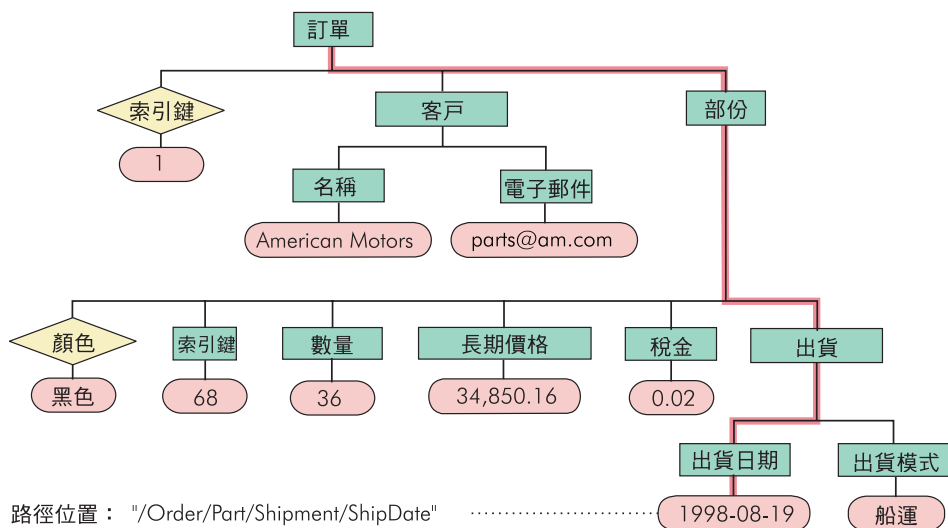 訂單
索引鍵
客戶
部份
1
名稱
電子郵件
American Motors
parts@am.com
顏色
索引鍵
數量
長期價格
稅金
出貨
黑色
68
36
34,850.16
0.02
出貨日期
出貨模式
路徑位置： "/Order/Part/Shipment/ShipDate" ........................ 1998-08-19
船運